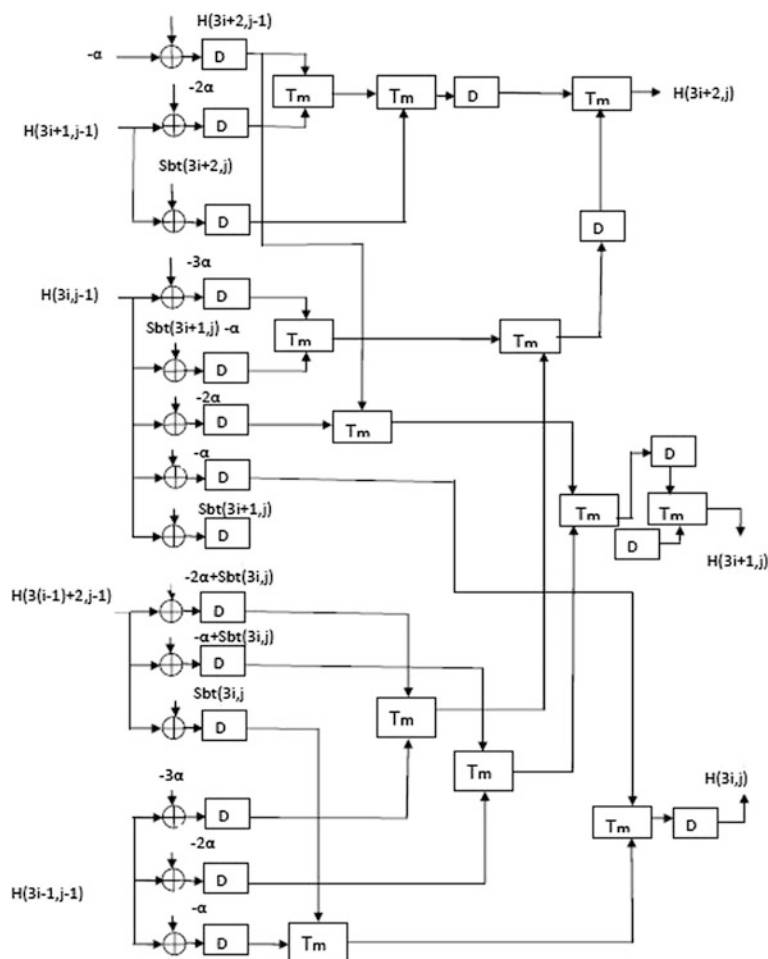 H(3i+2,j-1)
-α
D
-2α
Tm
Tm
D
Tm
H(3i+2,j)
H(3i+1,j-1)
D
Sbt(3i+2,j)
D
D
-3α
H(3i,j-1)
D
Sbt(3i+1,j) -α
Tm
Tm
D
-2α
D
Tm
-α
D
D
Sbt(3i+1,j)
Tm
Tm
D
D
H(3i+1,j)
-2α+Sbt(3i,j)
H(3(i-1)+2,j-1)
D
-α+Sbt(3i,j)
D
Sbt(3i,j
D
Tm
Tm
-3α
H(3i,j)
D
Tm
D
-2α
D
H(3i-1,j-1)
-α
D
Tm